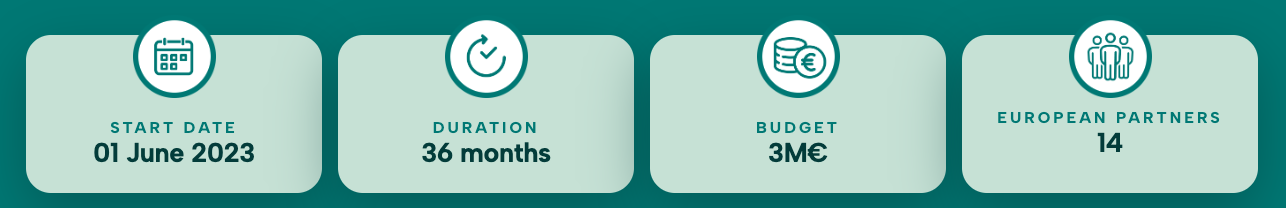 START DATE
01 June 2023
DURATION
36 months
BUDGET
3M€
EUROPEAN PARTNERS
14